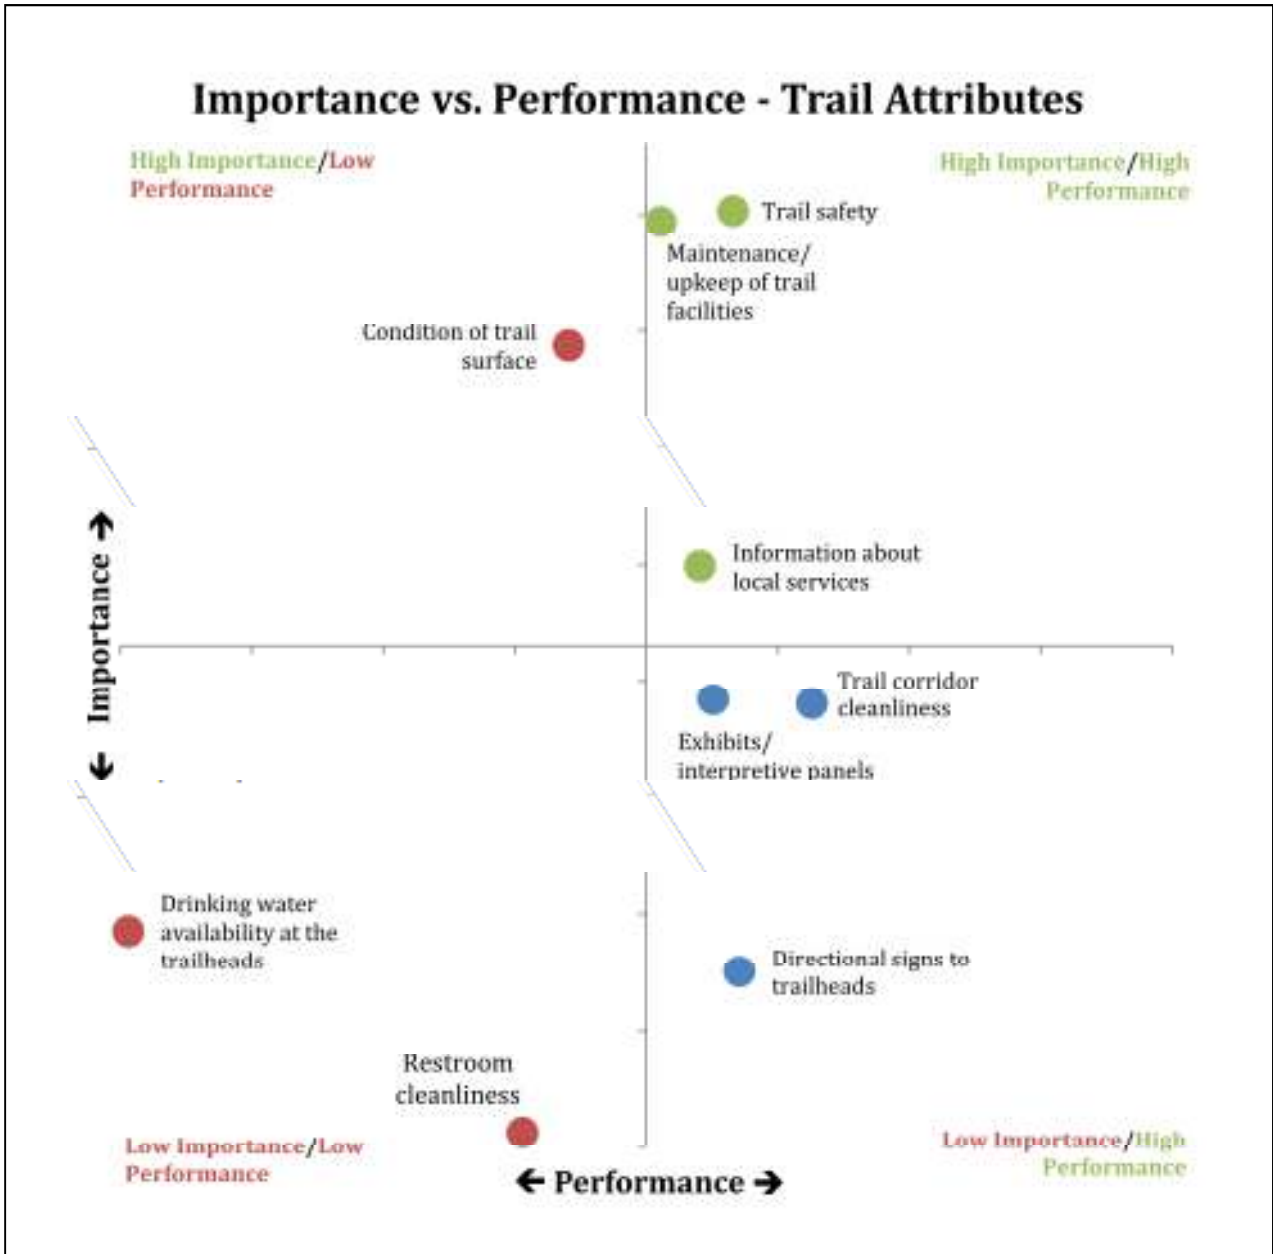 Importance vs. Performance - Trail Attributes
High Importance/Low
Performance
High Importance/High
Performance
Trail safety
Maintenance/
upkeep of trail
facilities
Condition of trail
surface
Information about
local services
Importance
Trail corridor
cleanliness
Exhibits/
interpretive panels
Drinking water
availability at the
trailheads
Directional signs to
trailheads
Restroom
cleanliness
Low Importance/Low
Performance
Low Importance/High
Performance
← Performance →